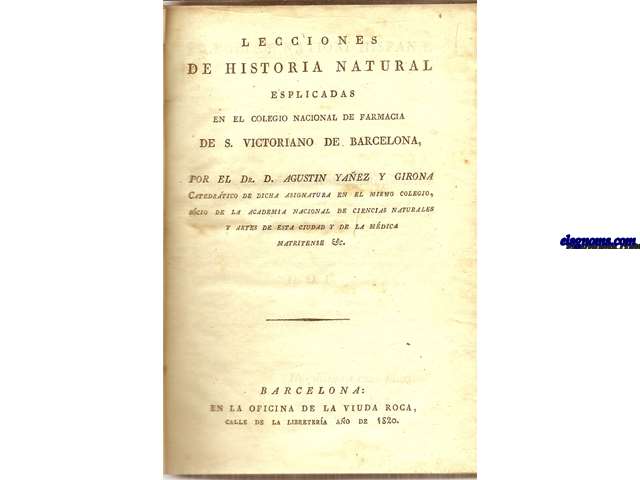 LECCIONES
DE HISTORIA NATURAL
ESPLICADAS
EN EL COLEGIO NACIONAL DE FARMACIA
DE S. VICTORIANO DE BARCELONA,
POR EL DR. D. AGUSTIN YAÑEZ Y GIRONA
CATEDRÁTICO DE DICHA ASIGNATURA EN EL MISMO COLEGIO,
SÓCIO DE LA ACADEMIA NACIONAL DE CIENCIAS NATURALES
Y ARTES DE ESTA CIUDAD Y DE LA MÉDICA
MATRITENSE &c.
BARCELONA:
EN LA OFICINA DE LA VIUDA ROCA,
CALLE DE LA LIBRETERÍA AÑO DE 1820.
elsgnoms.com